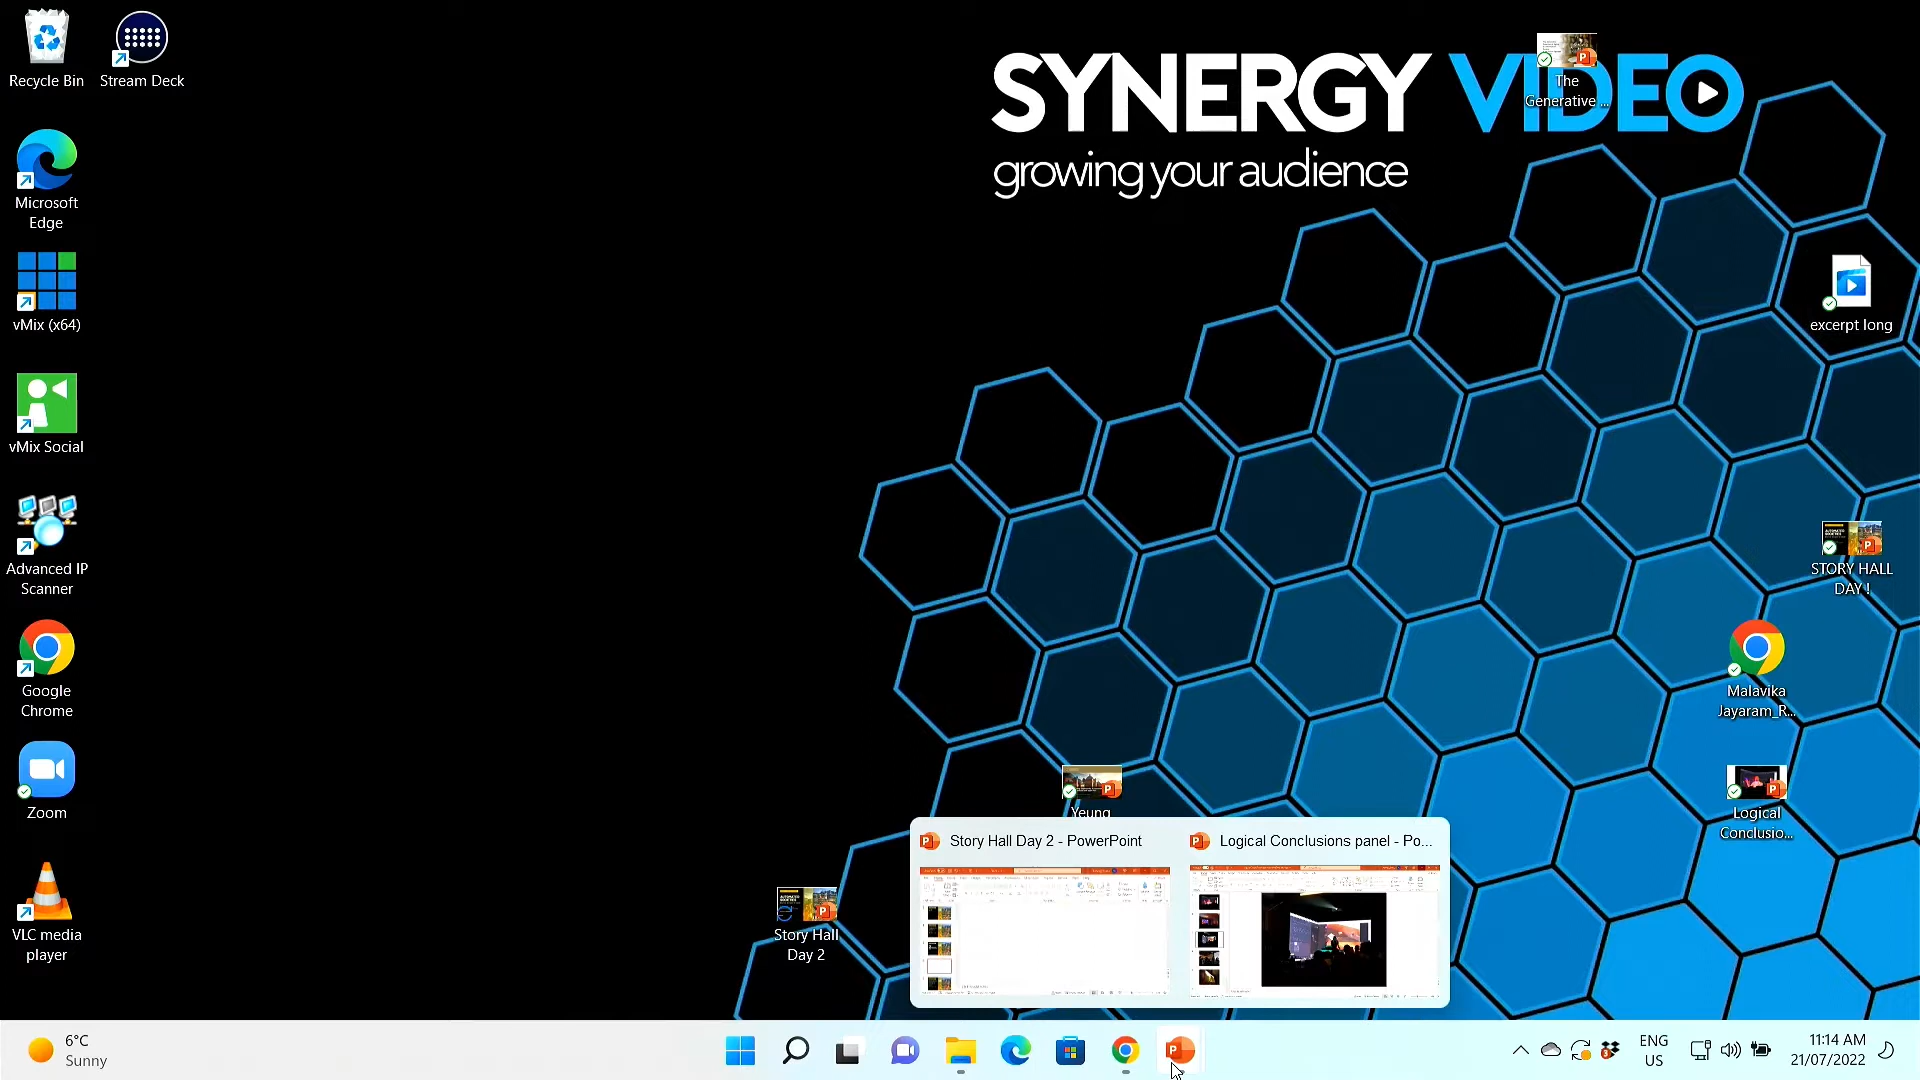 Recycle Bin
Stream Deck
SYNERGY VIDEO
growing your audience
The
Generative ...
Microsoft
Edge
vMix (x64)
excerpt long
vMix Social
Advanced IP
Scanner
STORY HALL
DAY !
Google
Chrome
Malavika
Jayaram_R...
Zoom
Yeung
Logical
Conclusio...
Story Hall Day 2 - PowerPoint
Logical Conclusions panel - Po...
VLC media
player
Story Hall
Day 2
6°C
Sunny
ENG
US
11:14 AM
21/07/2022